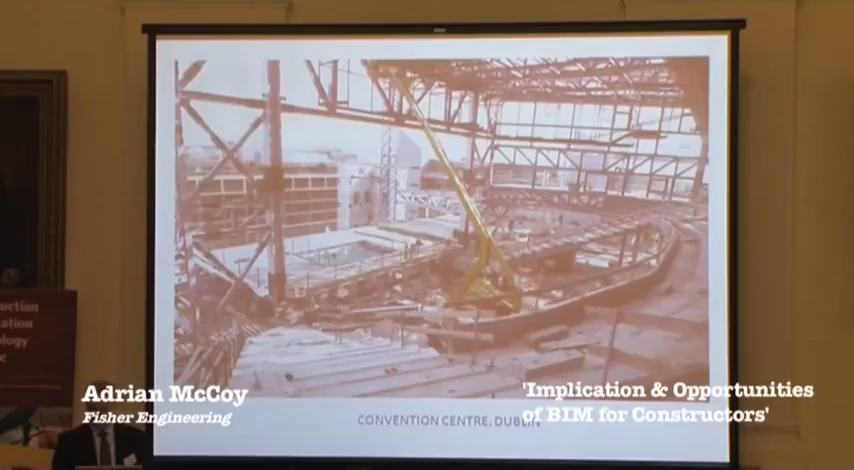 uction
ation
ology
c
Adrian McCoy
Fisher Engineering
CONVENTION CENTRE, DUBLIN
'Implication & Opportunities
of BIM for Constructors'